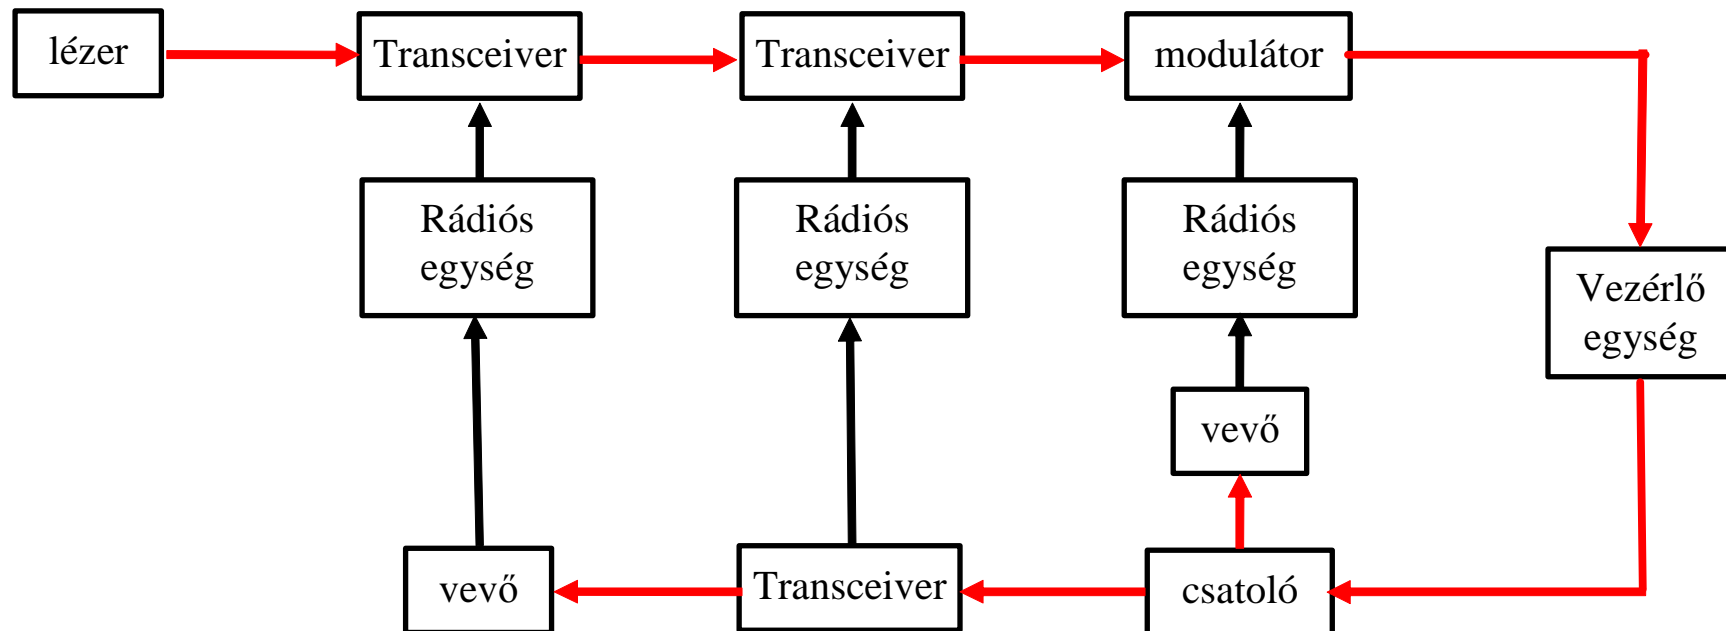 lézer
Transceiver
Transceiver
modulátor
Rádiós
egység
Rádiós
egység
Rádiós
egység
Vezérlő
egység
vevő
vevő
Transceiver
csatoló